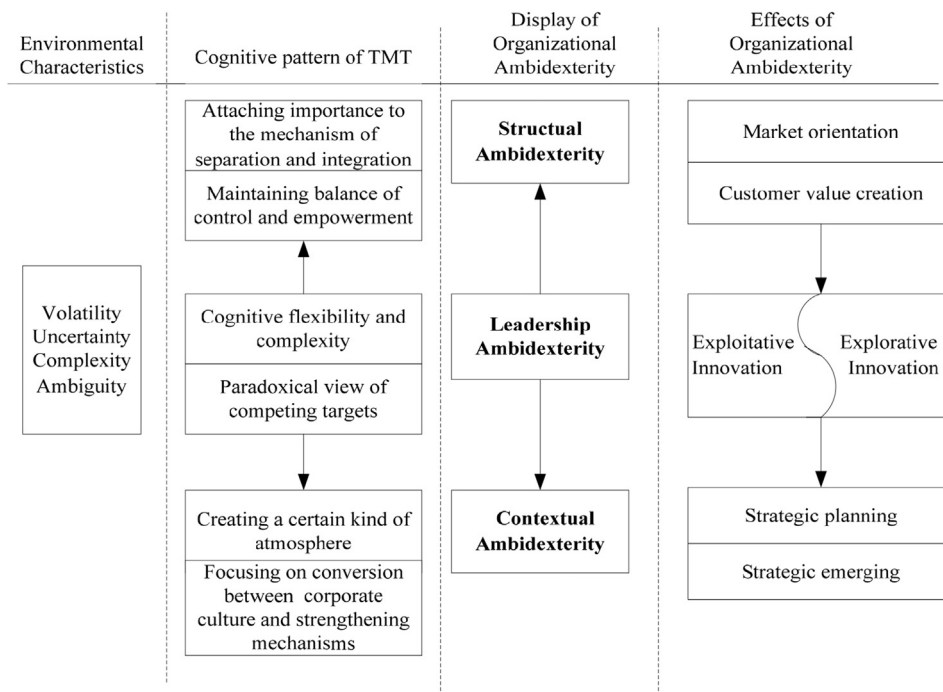 Environmental
Characteristics
Cognitive pattern of TMT
Display of
Organizational
Ambidexterity
Effects of
Organizational
Ambidexterity
Volatility
Uncertainty
Complexity
Ambiguity
Attaching importance to
the mechanism of
separation and integration
Maintaining balance of
control and empowerment
Cognitive flexibility and
complexity
Paradoxical view of
competing targets
Creating a certain kind of
atmosphere
Focusing on conversion
between corporate
culture and strengthening
mechanisms
Structual
Ambidexterity
Leadership
Ambidexterity
Contextual
Ambidexterity
Market orientation
Customer value creation
Exploitative
Innovation
Explorative
Innovation
Strategic planning
Strategic emerging